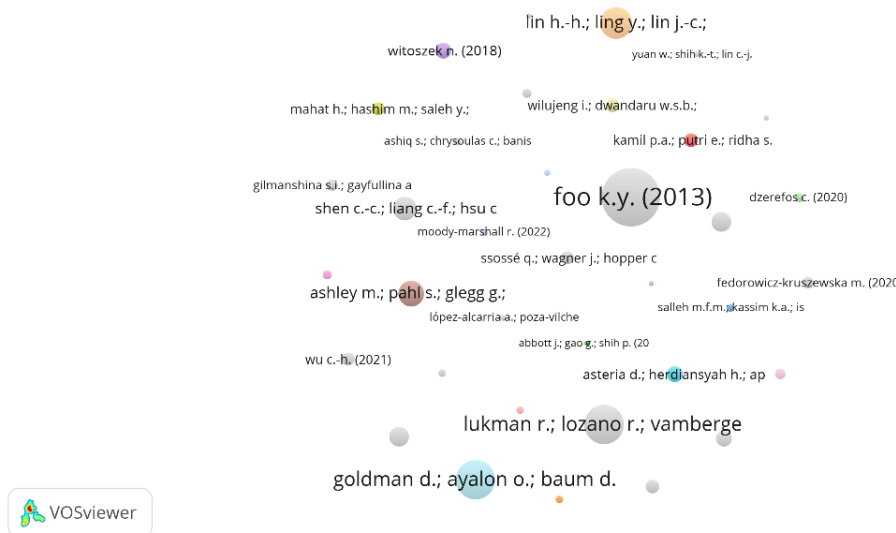 lin h.-h.; ling y.; lin j.-c.;
witoszek n. (2018)
yuan w.; shih k.-t.; lin c.-j.
mahat h.; hashim m.; saleh y.;
wilujeng i.; dwandaru w.s.b.;
ashiq s.; chrysoulas c.; banis
kamil p.a.; putri e.; ridha s.
gilmanshina s.i.; gayfullina a
foo k.y. (2013)
dzerefos c. (2020)
shen c.-c.; liang c.-f.; hsu c
moody-marshall r. (2022)
ssossé q.; wagner j.; hopper c
fedorowicz-kruszewska m. (2020
ashley m.; pahl s.; glegg g.;
salleh m.f.m.; kassim k.a.; is
lópez-alcarria a.; poza-vilche
abbott j.; gao g.; shih p. (20
wu c.-h. (2021)
asteria d.; herdiansyah h.; ap
lukman r.; lozano r.; vamberge
goldman d.; ayalon o.; baum d.
VOSviewer